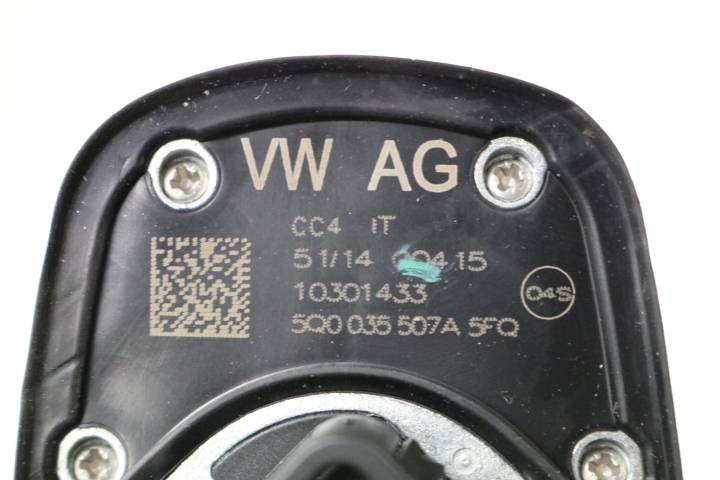 VW AG
CC4 IT
51/14
10301433
04S
5Q0 035 507A 5FQ